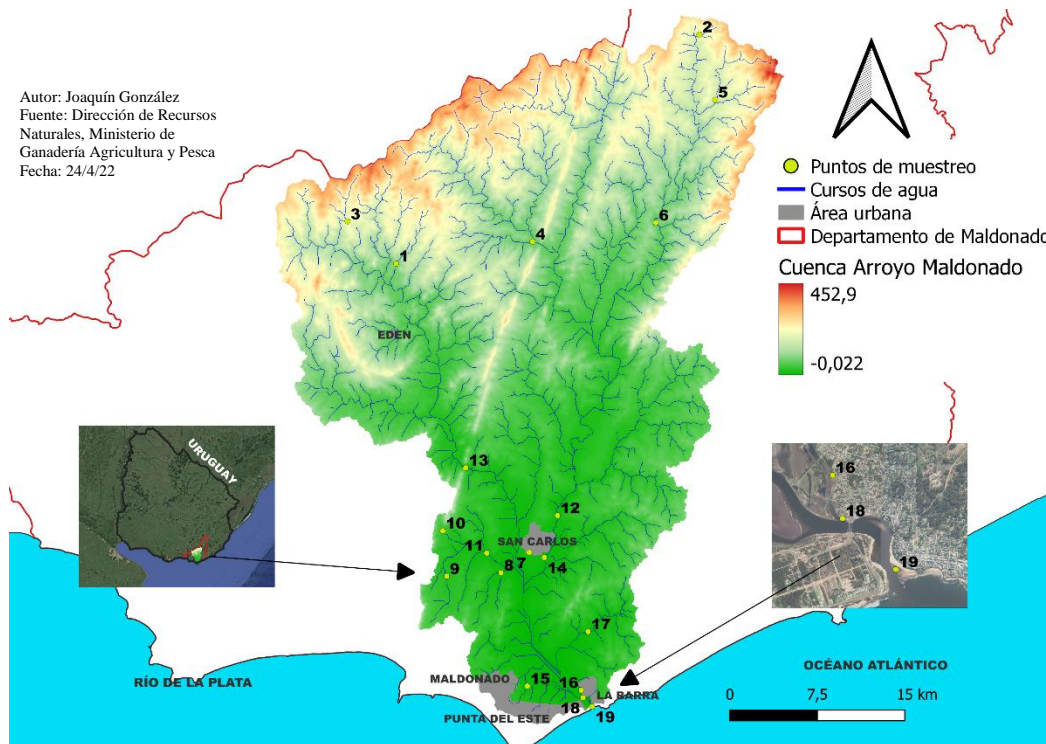 Autor: Joaquín González
Fuente: Dirección de Recursos
Naturales, Ministerio de
Ganadería Agricultura y Pesca
Fecha: 24/4/22
2
5
3
1
4
6
EDEN
13
10
12
11
SAN CARLOS
9
8
7
14
17
MALDONADO
15
16
LA BARRA
18
19
PUNTA DEL ESTE
RÍO DE LA PLATA
OCÉANO ATLÁNTICO
URUGUAY
Puntos de muestreo
Cursos de agua
Área urbana
Departamento de Maldonado
Cuenca Arroyo Maldonado
452,9
-0,022
16
18
19
0 7,5 15 km